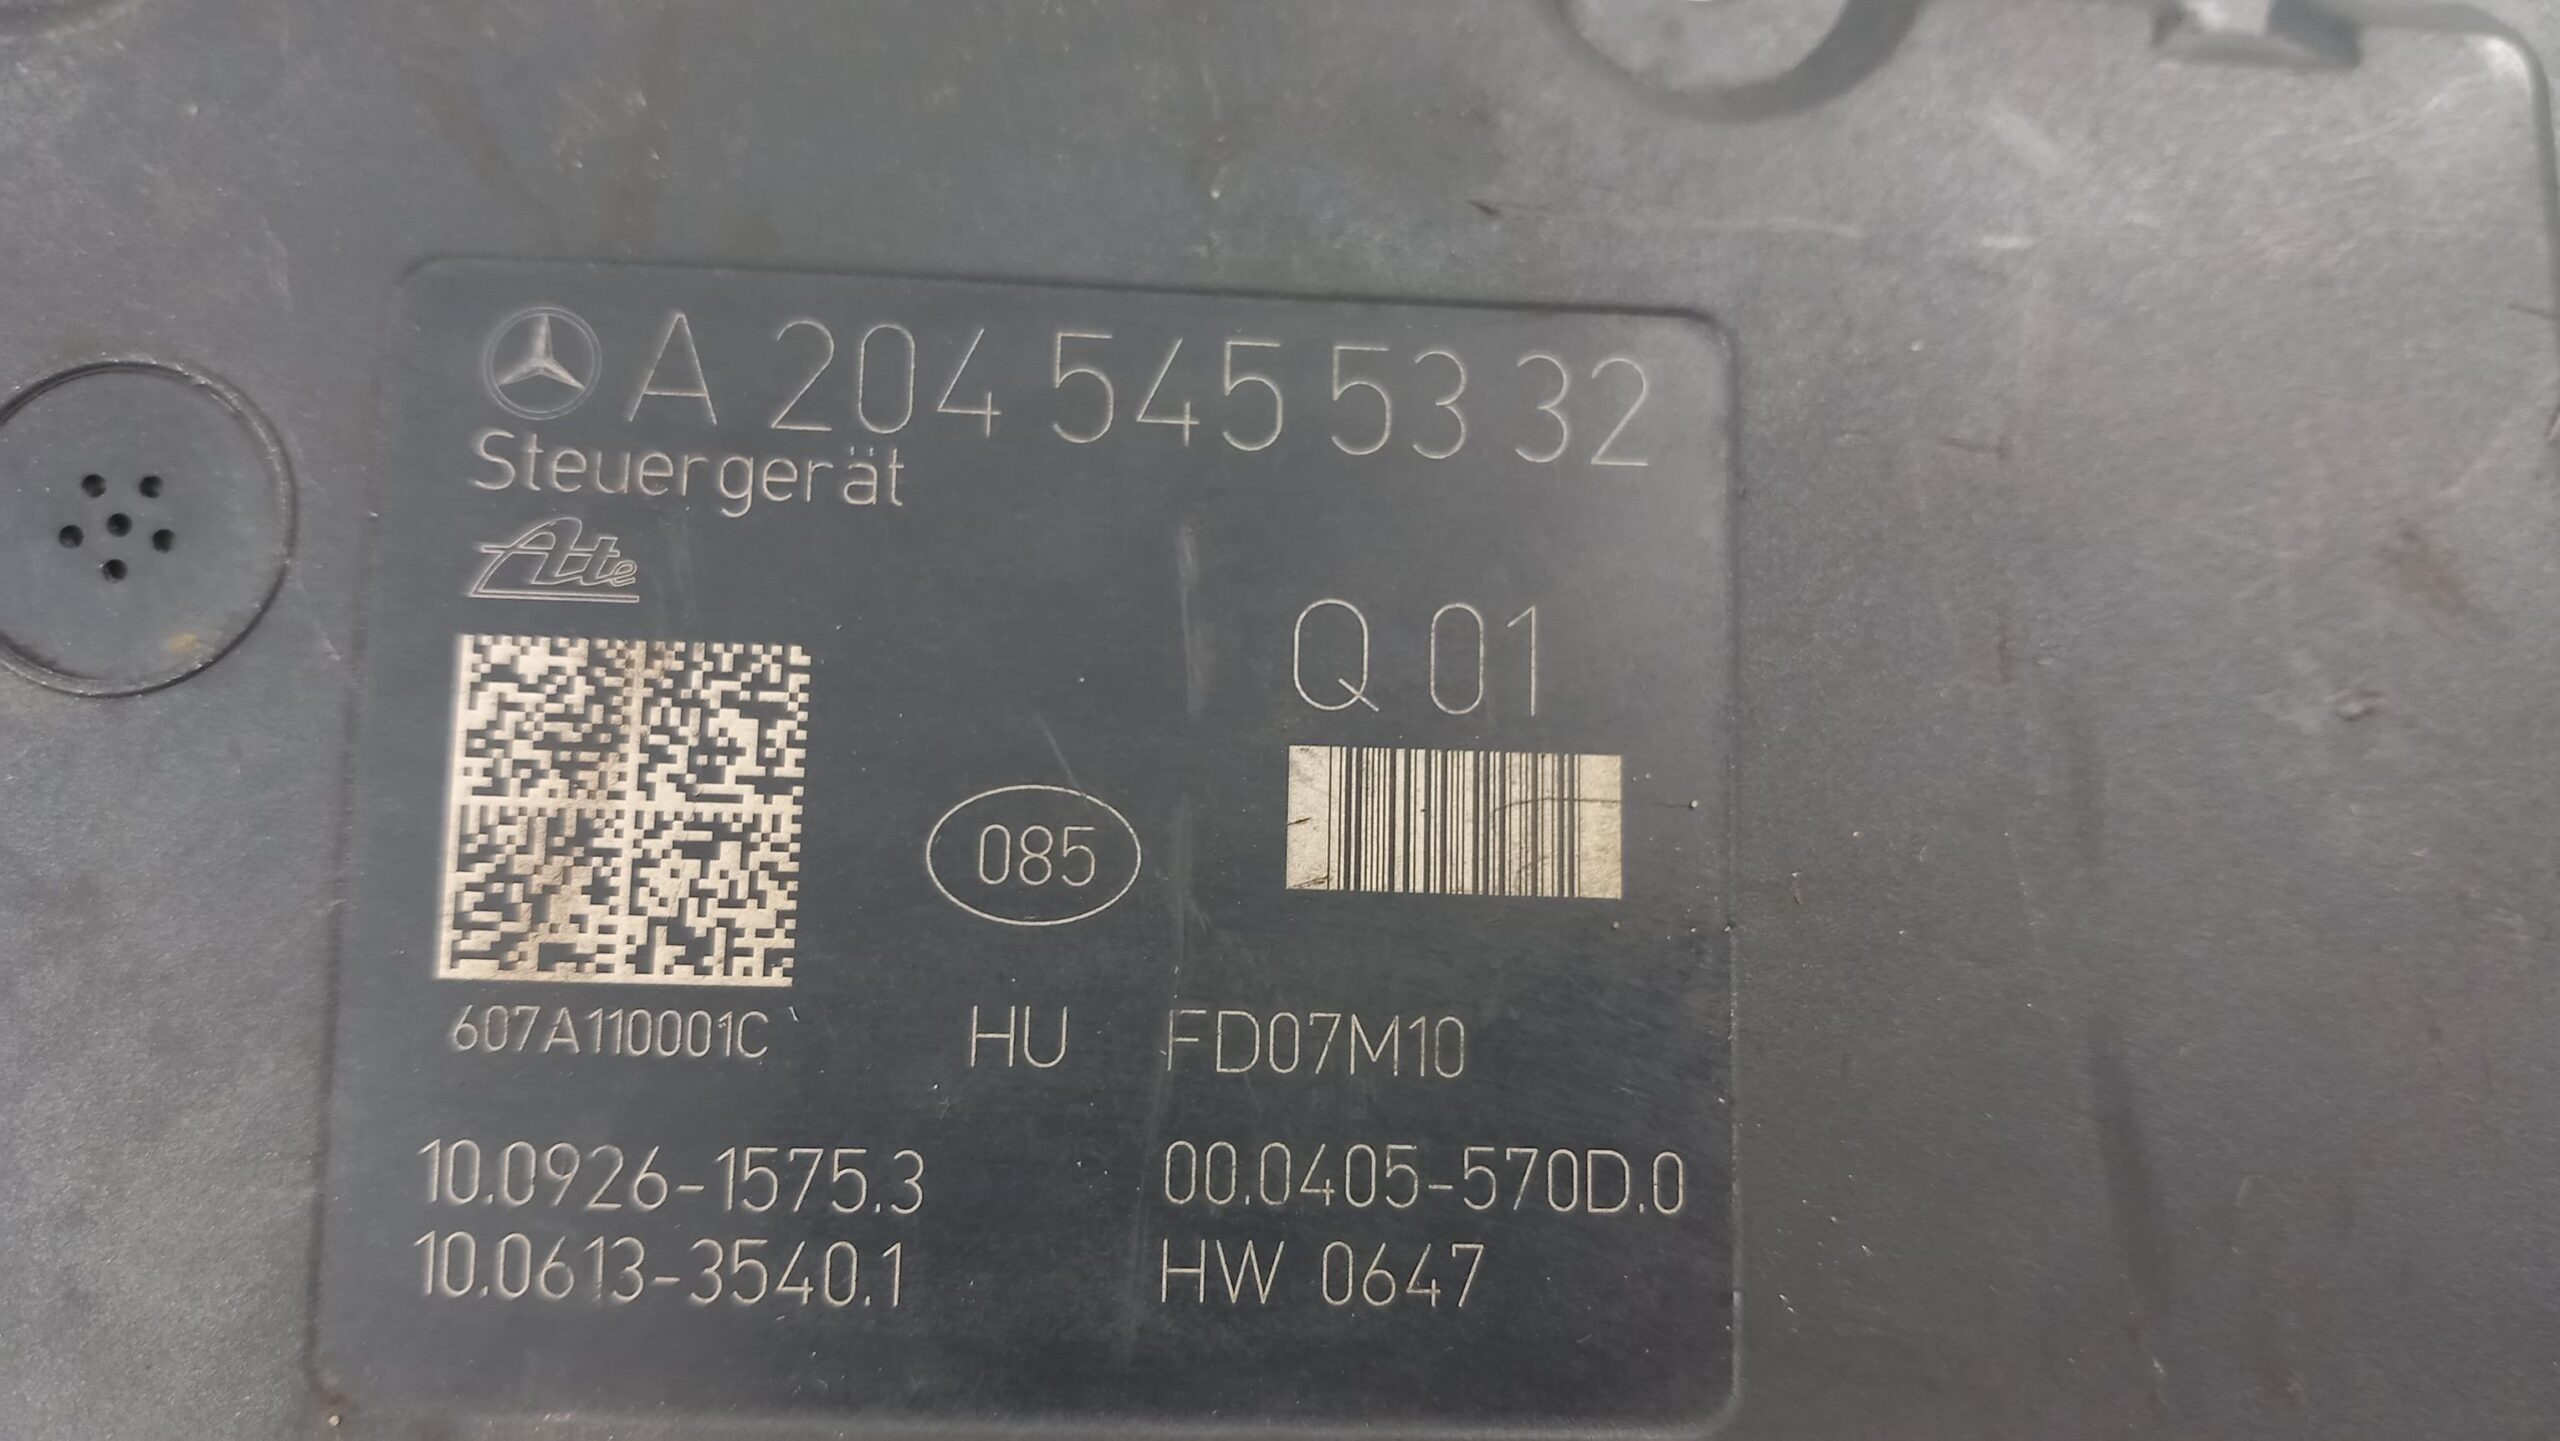 A 204 545 53 32
Steuergerät
Ate
Q 01
085
607A110001C
HU FD07M10
10.0926-1575.3 00.0405-570D.0
10.0613-3540.1 HW 0647